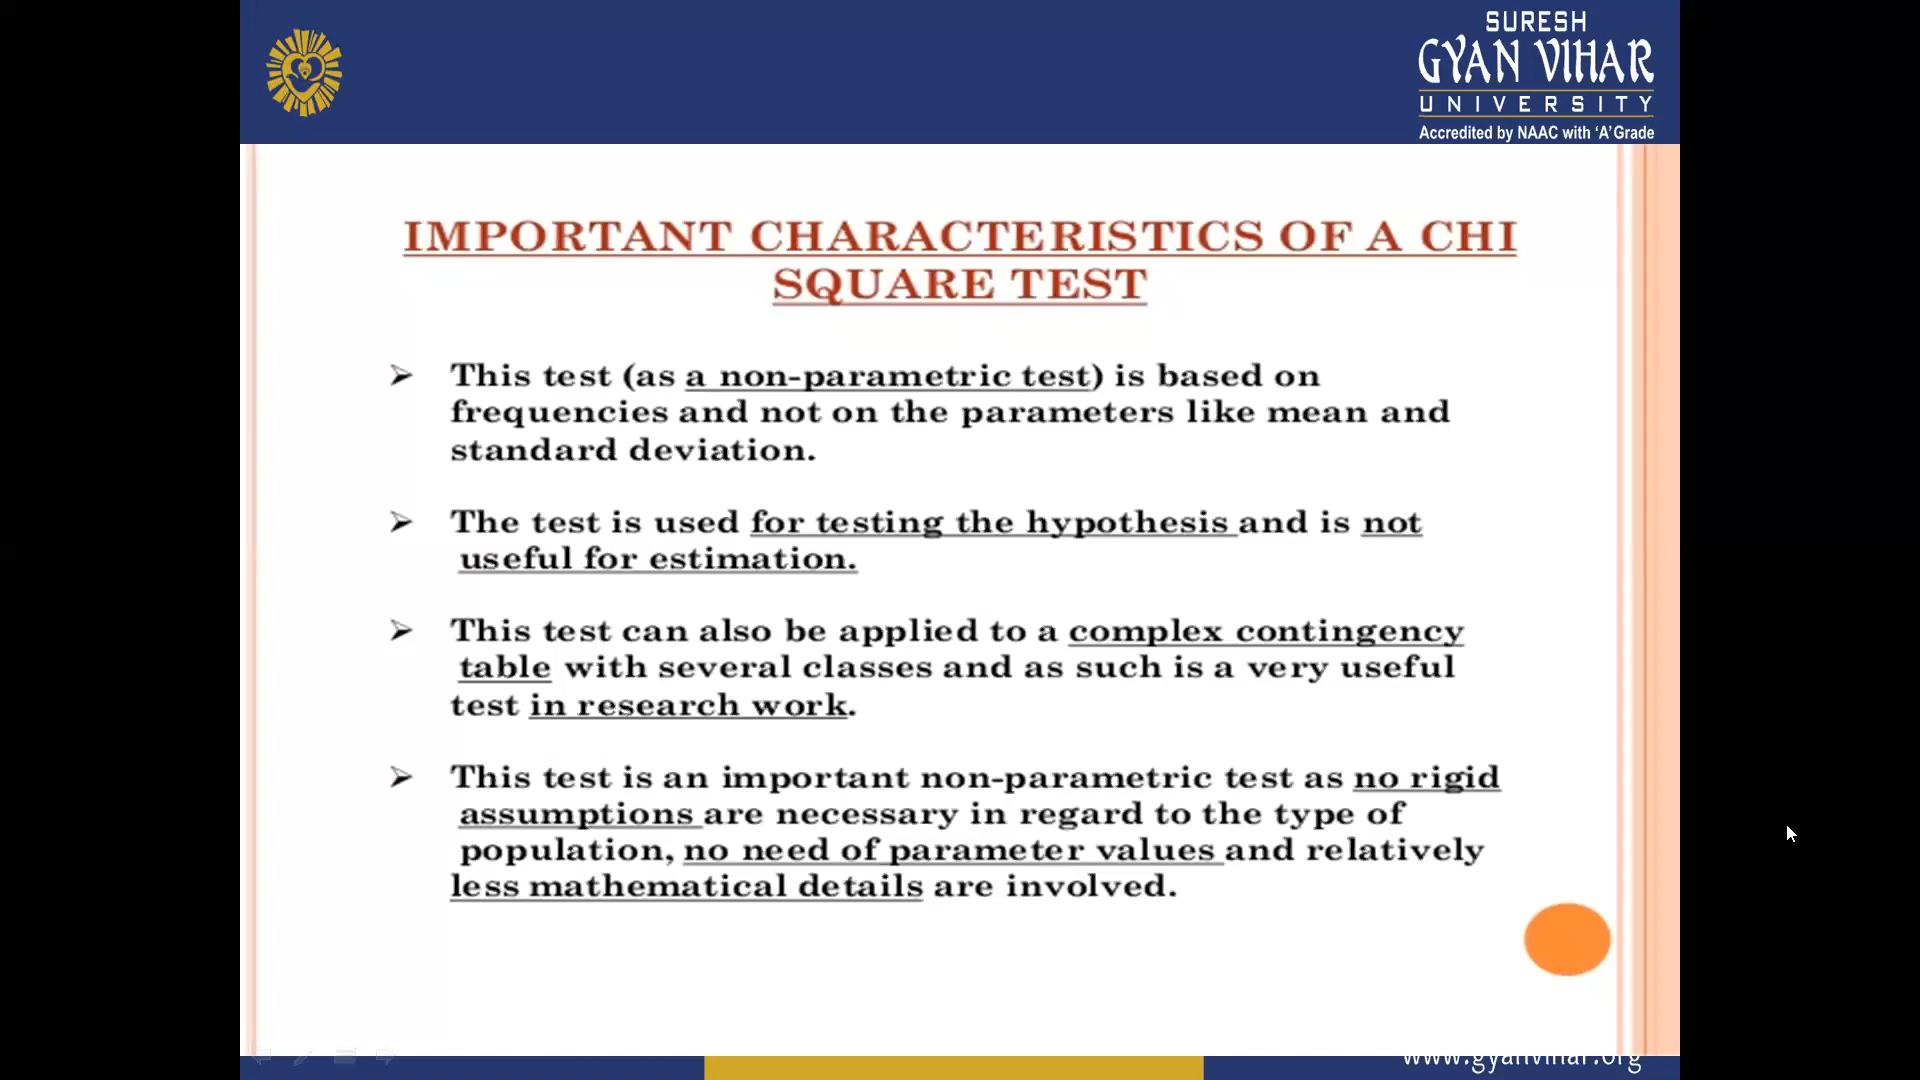 SURESH
GYAN VIHAR
UNIVERSITY
Accredited by NAAC with ‘A’ Grade
IMPORTANT CHARACTERISTICS OF A CHI
SQUARE TEST
➢ This test (as a non-parametric test) is based on
frequencies and not on the parameters like mean and
standard deviation.
➢ The test is used for testing the hypothesis and is not
useful for estimation.
➢ This test can also be applied to a complex contingency
table with several classes and as such is a very useful
test in research work.
➢ This test is an important non-parametric test as no rigid
assumptions are necessary in regard to the type of
population, no need of parameter values and relatively
less mathematical details are involved.
www.gyanvihar.org